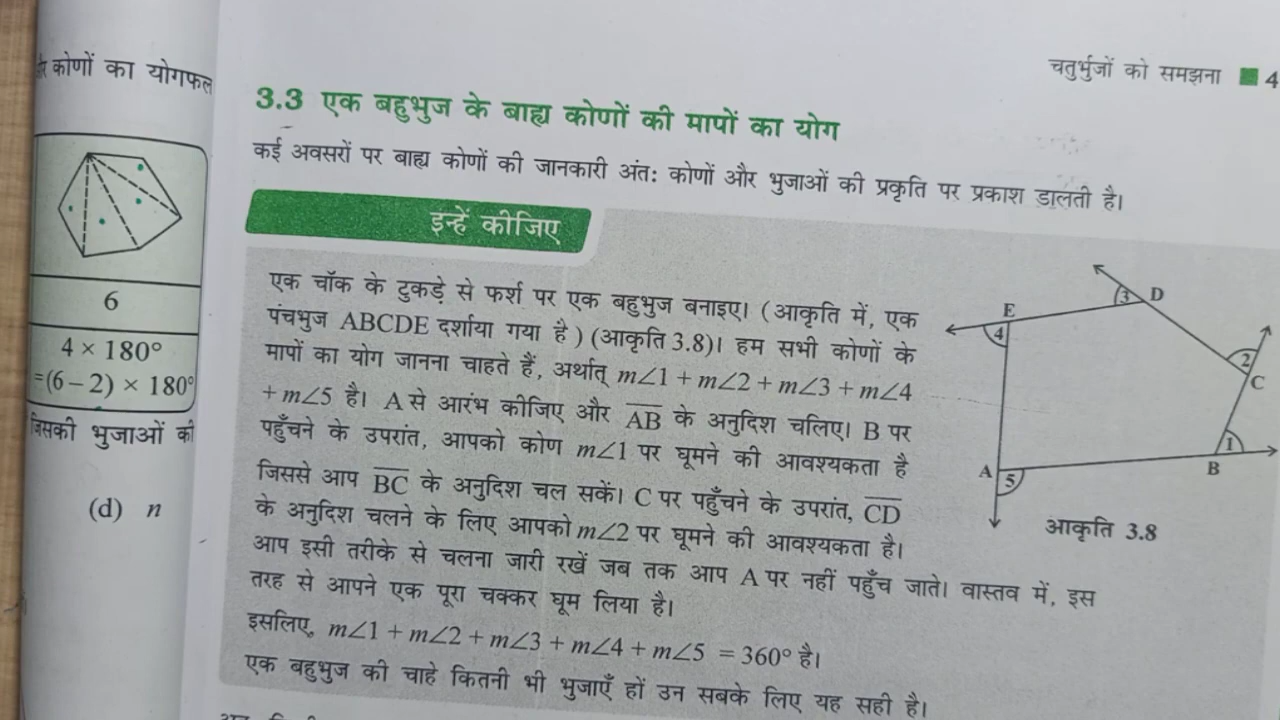 कोणों का योगफल
6
4 × 180°
=(6 – 2) × 180°
जिसकी भुजाओं की
(d) n
चतुर्भुजों को समझना 4
3.3 एक बहुभुज के बाह्य कोणों की मापों का योग
कई अवसरों पर बाह्य कोणों की जानकारी अंतः कोणों और भुजाओं की प्रकृति पर प्रकाश डालती है।
इन्हें कीजिए
एक चॉक के टुकड़े से फर्श पर एक बहुभुज बनाइए। (आकृति में, एक
पंचभुज ABCDE दर्शाया गया है ) (आकृति 3.8)। हम सभी कोणों के
मापों का योग जानना चाहते हैं, अर्थात् m∠1 + m∠2 + m∠3 + m∠4
+ m∠5 है। A से आरंभ कीजिए और A̅B̅ के अनुदिश चलिए। B पर
पहुँचने के उपरांत, आपको कोण m∠1 पर घूमने की आवश्यकता है
जिससे आप B̅C̅ के अनुदिश चल सकें। C पर पहुँचने के उपरांत, C̅D̅
के अनुदिश चलने के लिए आपको m∠2 पर घूमने की आवश्यकता है।
आप इसी तरीके से चलना जारी रखें जब तक आप A पर नहीं पहुँच जाते। वास्तव में, इस
तरह से आपने एक पूरा चक्कर घूम लिया है।
इसलिए, m∠1 + m∠2 + m∠3 + m∠4 + m∠5 = 360° है।
एक बहुभुज की चाहे कितनी भी भुजाएँ हों उन सबके लिए यह सही है।
3 D
E
4
2
C
1
A
5
B
आकृति 3.8